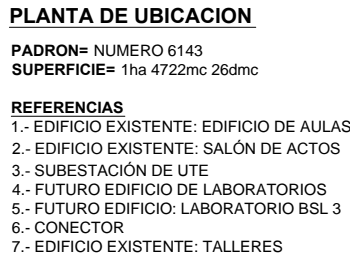 PLANTA DE UBICACION
PADRON= NUMERO 6143
SUPERFICIE= 1ha 4722mc 26dmc
REFERENCIAS
1.- EDIFICIO EXISTENTE: EDIFICIO DE AULAS
2.- EDIFICIO EXISTENTE: SALÓN DE ACTOS
3.- SUBESTACIÓN DE UTE
4.- FUTURO EDIFICIO DE LABORATORIOS
5.- FUTURO EDIFICIO: LABORATORIO BSL 3
6.- CONECTOR
7.- EDIFICIO EXISTENTE: TALLERES